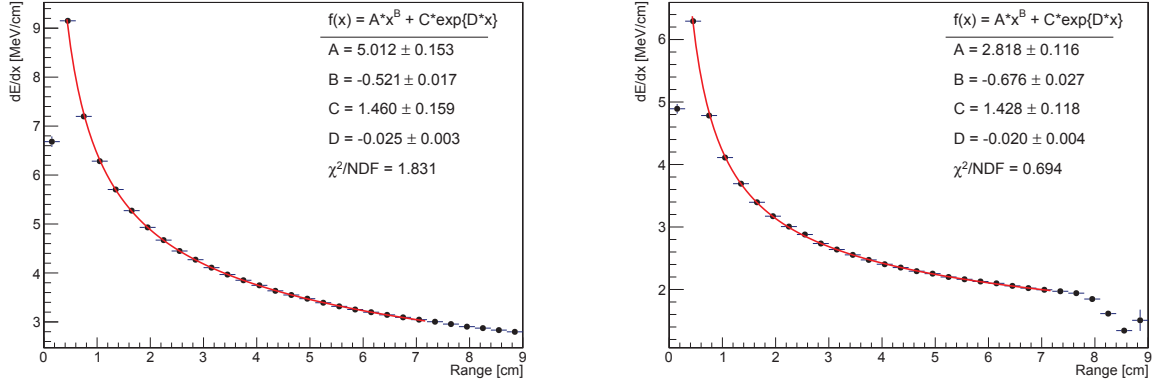 dE/dx [MeV/cm]
f(x) = A*x^B + C*exp{D*x}
A = 5.012 ± 0.153
B = -0.521 ± 0.017
C = 1.460 ± 0.159
D = -0.025 ± 0.003
χ²/NDF = 1.831
9
8
7
6
5
4
3
0 1 2 3 4 5 6 7 8 9
Range [cm]
dE/dx [MeV/cm]
f(x) = A*x^B + C*exp{D*x}
A = 2.818 ± 0.116
B = -0.676 ± 0.027
C = 1.428 ± 0.118
D = -0.020 ± 0.004
χ²/NDF = 0.694
6
5
4
3
2
0 1 2 3 4 5 6 7 8 9
Range [cm]